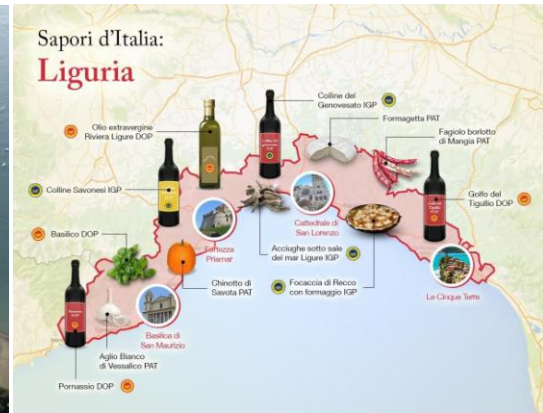 Sapori d'Italia:
Liguria
Colline del
Genovesato IGP
Formagetta PAT
Olio extravergine
Riviera Ligure DOP
Fagiolo borlotto
di Mangia PAT
Colline Savonesi IGP
Golfo del
Tigullio DOP
Cattedrale di
San Lorenzo
Basilico DOP
Fortezza
Priamar
Acciughe sotto sale
del mar Ligure IGP
Chinotto di
Savota PAT
Focaccia di Recco
con formaggio IGP
Le Cinque Terre
Basilica di
San Maurizio
Aglio Bianco
di Vessalico PAT
Pornassio DOP